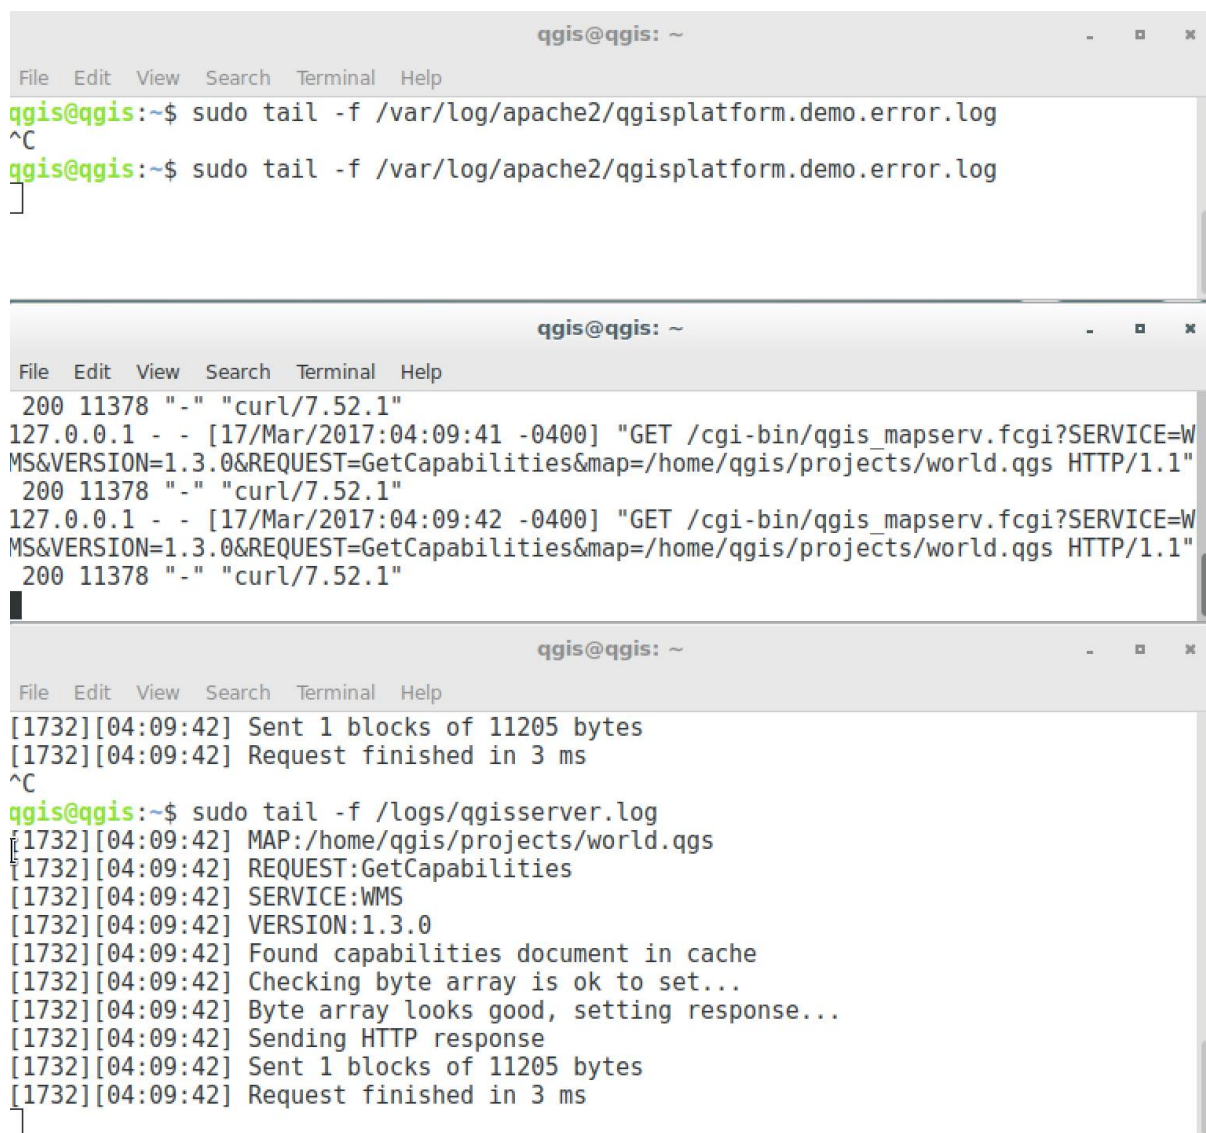 qgis@qgis: ~
File Edit View Search Terminal Help
qgis@qgis:~$ sudo tail -f /var/log/apache2/qgisplatform.demo.error.log
^C
qgis@qgis:~$ sudo tail -f /var/log/apache2/qgisplatform.demo.error.log
qgis@qgis: ~
File Edit View Search Terminal Help
200 11378 "-" "curl/7.52.1"
127.0.0.1 - - [17/Mar/2017:04:09:41 -0400] "GET /cgi-bin/qgis_mapserv.fcgi?SERVICE=W
MS&VERSION=1.3.0&REQUEST=GetCapabilities&map=/home/qgis/projects/world.qgs HTTP/1.1"
200 11378 "-" "curl/7.52.1"
127.0.0.1 - - [17/Mar/2017:04:09:42 -0400] "GET /cgi-bin/qgis_mapserv.fcgi?SERVICE=W
MS&VERSION=1.3.0&REQUEST=GetCapabilities&map=/home/qgis/projects/world.qgs HTTP/1.1"
200 11378 "-" "curl/7.52.1"
qgis@qgis: ~
File Edit View Search Terminal Help
[1732][04:09:42] Sent 1 blocks of 11205 bytes
[1732][04:09:42] Request finished in 3 ms
^C
qgis@qgis:~$ sudo tail -f /logs/qgisserver.log
[1732][04:09:42] MAP:/home/qgis/projects/world.qgs
[1732][04:09:42] REQUEST:GetCapabilities
[1732][04:09:42] SERVICE:WMS
[1732][04:09:42] VERSION:1.3.0
[1732][04:09:42] Found capabilities document in cache
[1732][04:09:42] Checking byte array is ok to set...
[1732][04:09:42] Byte array looks good, setting response...
[1732][04:09:42] Sending HTTP response
[1732][04:09:42] Sent 1 blocks of 11205 bytes
[1732][04:09:42] Request finished in 3 ms